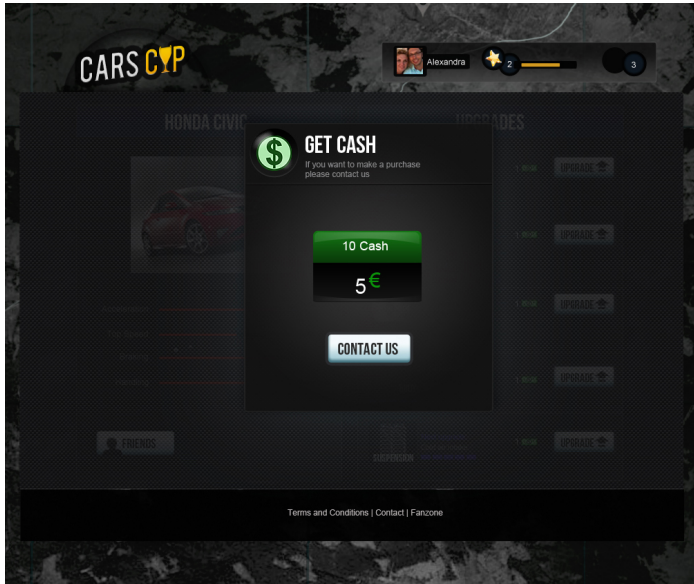 CARS CUP
Alexandra
2
3
HONDA CIVIC
UPGRADES
GET CASH
If you want to make a purchase
please contact us
10 Cash
5 €
CONTACT US
UPGRADE
UPGRADE
UPGRADE
UPGRADE
UPGRADE
FRIENDS
SUSPENSION
Terms and Conditions | Contact | Fanzone